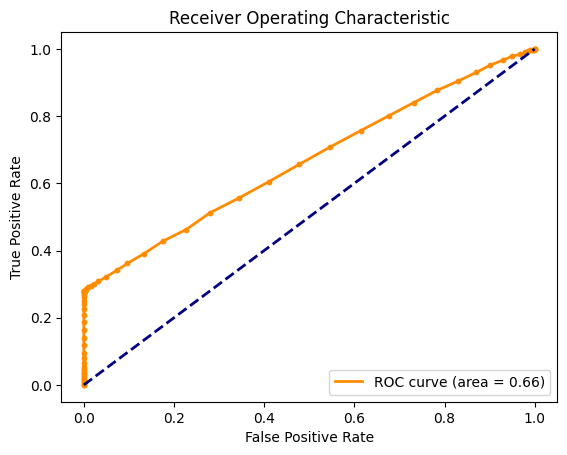 Receiver Operating Characteristic
True Positive Rate
1.0
0.8
0.6
0.4
0.2
0.0
ROC curve (area = 0.66)
0.0 0.2 0.4 0.6 0.8 1.0
False Positive Rate